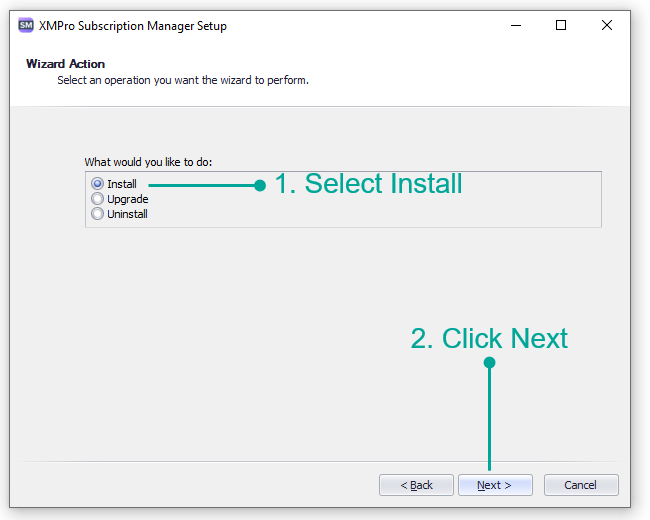 SM XMPro Subscription Manager Setup
Wizard Action
Select an operation you want the wizard to perform.
What would you like to do:
Install
1. Select Install
Upgrade
Uninstall
2. Click Next
< Back
Next >
Cancel